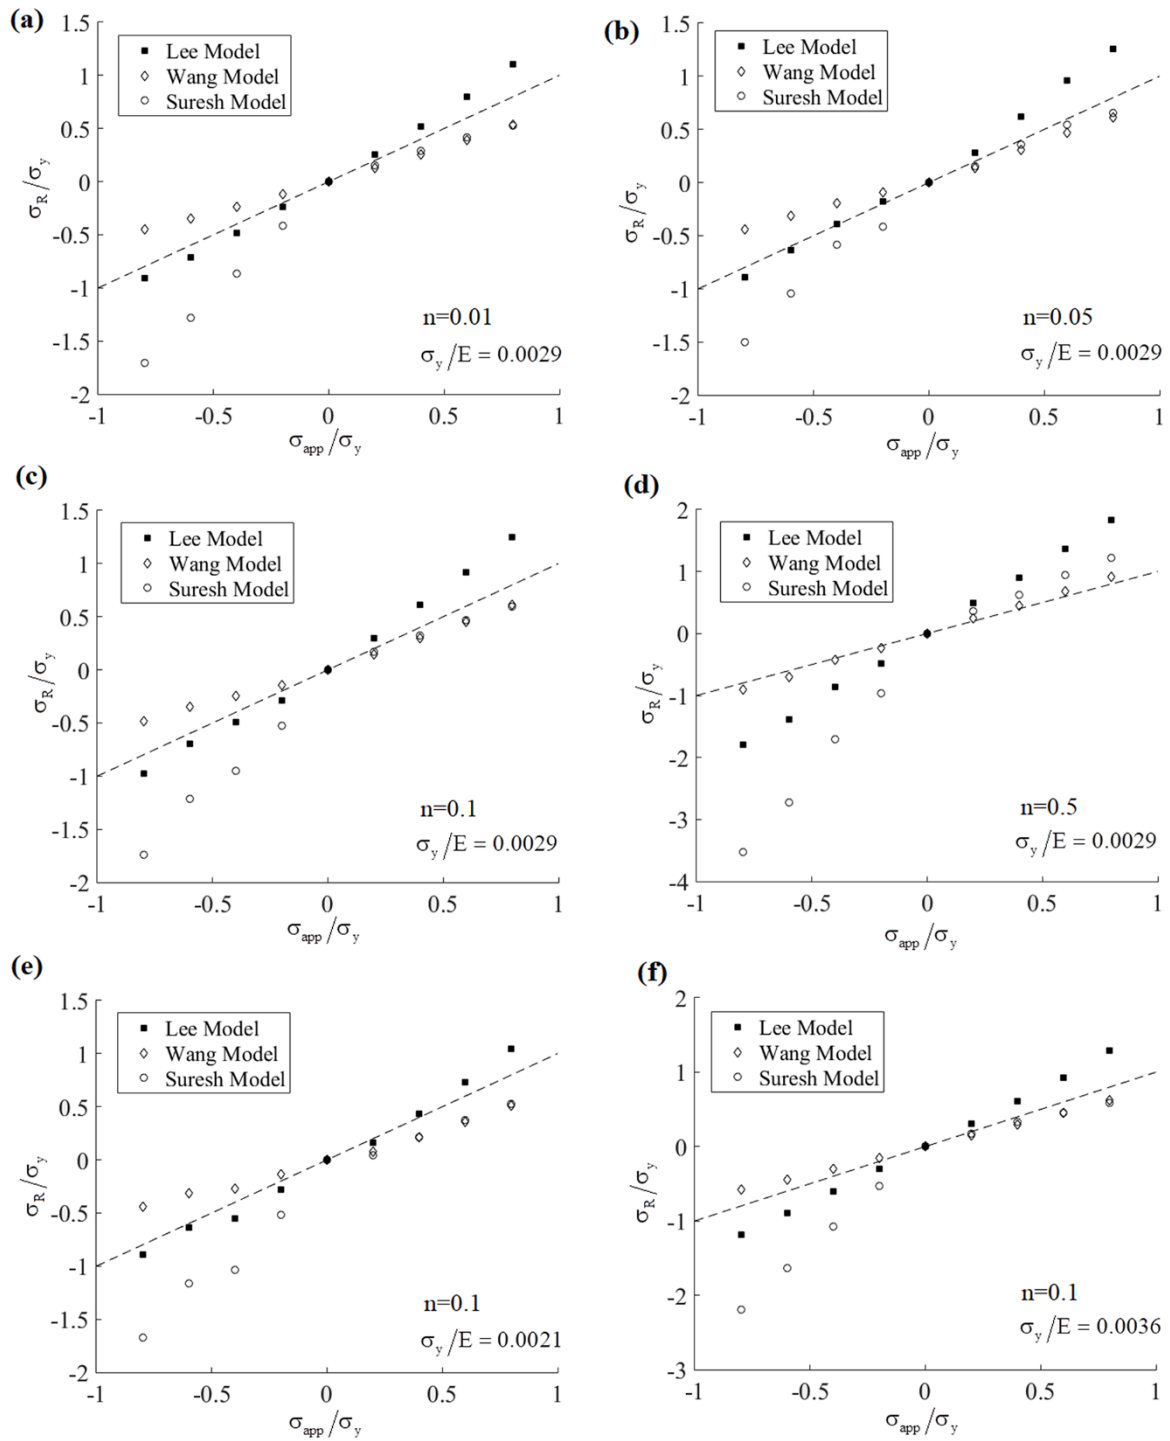 (a)
1.5
1
0.5
0
-0.5
-1
-1.5
-2
-1
-0.5
0
0.5
1
σR/σy
σapp/σy
Lee Model
Wang Model
Suresh Model
n=0.01
σy/E = 0.0029
(b)
1.5
1
0.5
0
-0.5
-1
-1.5
-2
-1
-0.5
0
0.5
1
σR/σy
σapp/σy
Lee Model
Wang Model
Suresh Model
n=0.05
σy/E = 0.0029
(c)
1.5
1
0.5
0
-0.5
-1
-1.5
-2
-1
-0.5
0
0.5
1
σR/σy
σapp/σy
Lee Model
Wang Model
Suresh Model
n=0.1
σy/E = 0.0029
(d)
2
1
0
-1
-2
-3
-4
-1
-0.5
0
0.5
1
σR/σy
σapp/σy
Lee Model
Wang Model
Suresh Model
n=0.5
σy/E = 0.0029
(e)
1.5
1
0.5
0
-0.5
-1
-1.5
-2
-1
-0.5
0
0.5
1
σR/σy
σapp/σy
Lee Model
Wang Model
Suresh Model
n=0.1
σy/E = 0.0021
(f)
2
1
0
-1
-2
-3
-1
-0.5
0
0.5
1
σR/σy
σapp/σy
Lee Model
Wang Model
Suresh Model
n=0.1
σy/E = 0.0036